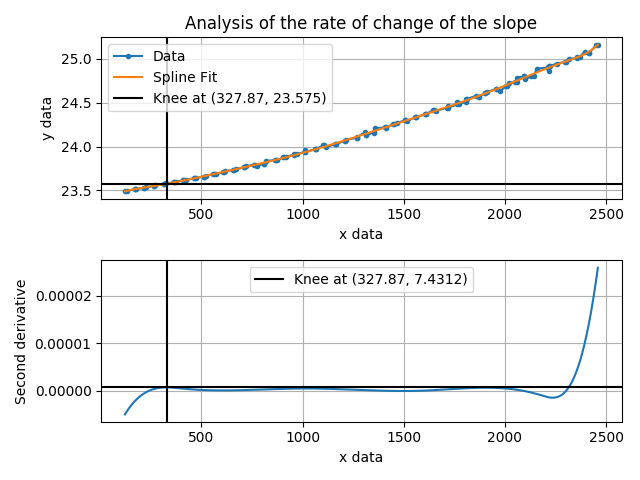 Analysis of the rate of change of the slope
Data
Spline Fit
Knee at (327.87, 23.575)
y data
25.0
24.5
24.0
23.5
500 1000 1500 2000 2500
x data
Knee at (327.87, 7.4312)
Second derivative
0.00002
0.00001
0.00000
500 1000 1500 2000 2500
x data